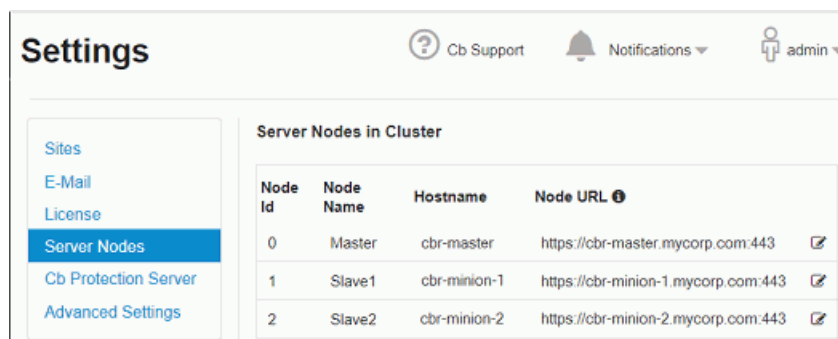 Settings
? Cb Support Notifications admin
Sites
E-Mail
License
Server Nodes
Cb Protection Server
Advanced Settings
Server Nodes in Cluster
Node Id Node Name Hostname Node URL
0 Master cbr-master https://cbr-master.mycorp.com:443
1 Slave1 cbr-minion-1 https://cbr-minion-1.mycorp.com:443
2 Slave2 cbr-minion-2 https://cbr-minion-2.mycorp.com:443